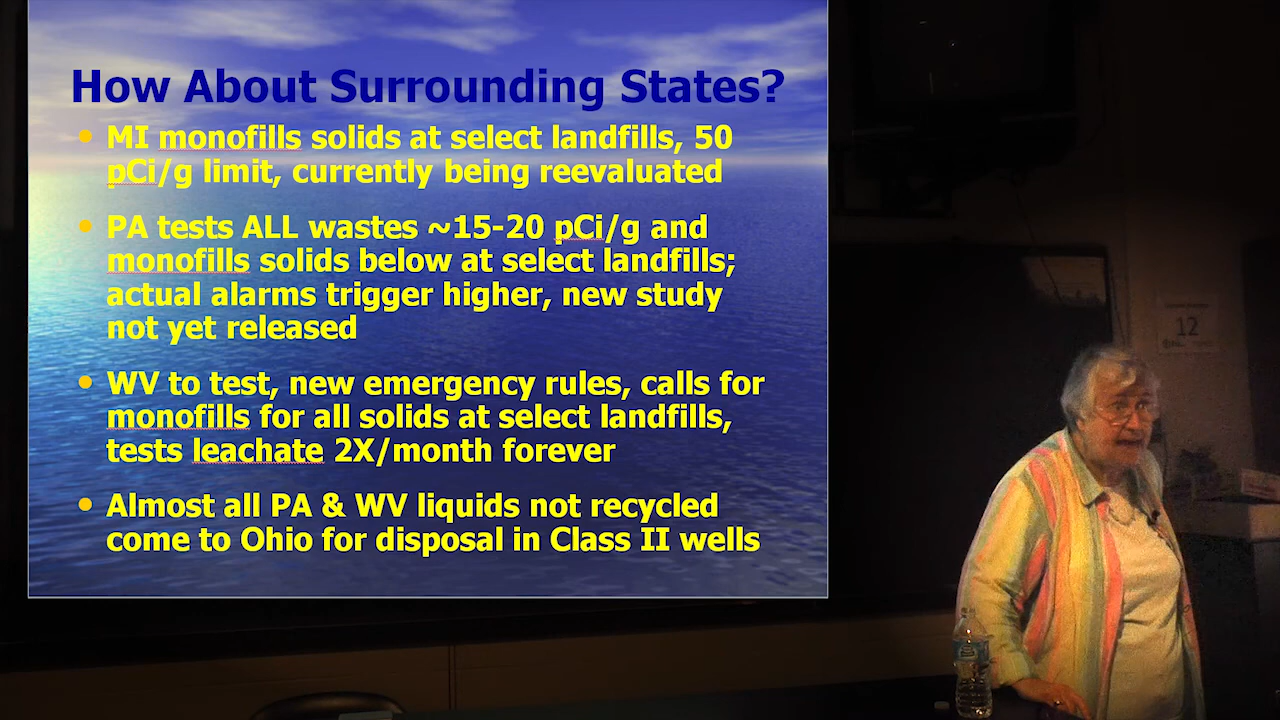 How About Surrounding States?
• MI monofills solids at select landfills, 50
pCi/g limit, currently being reevaluated
• PA tests ALL wastes ~15-20 pCi/g and
monofills solids below at select landfills;
actual alarms trigger higher, new study
not yet released
• WV to test, new emergency rules, calls for
monofills for all solids at select landfills,
tests leachate 2X/month forever
• Almost all PA & WV liquids not recycled
come to Ohio for disposal in Class II wells
12